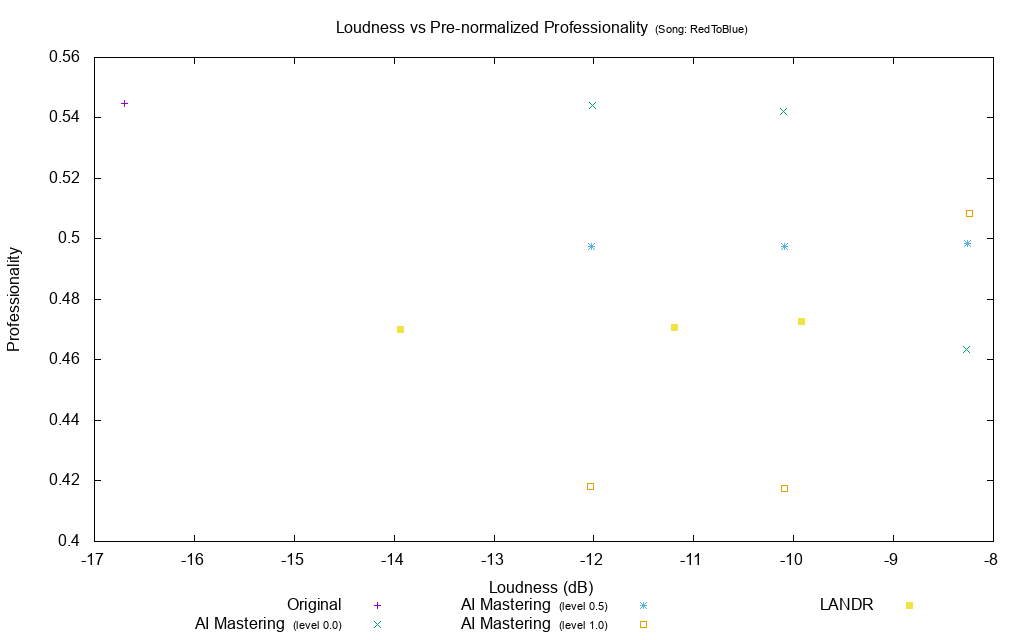 Loudness vs Pre-normalized Professionality (Song: RedToBlue)
0.56
0.54
0.52
0.5
0.48
0.46
0.44
0.42
0.4
Professionality
-17 -16 -15 -14 -13 -12 -11 -10 -9 -8
Loudness (dB)
Original AI Mastering (level 0.5) LANDR
AI Mastering (level 0.0) AI Mastering (level 1.0)